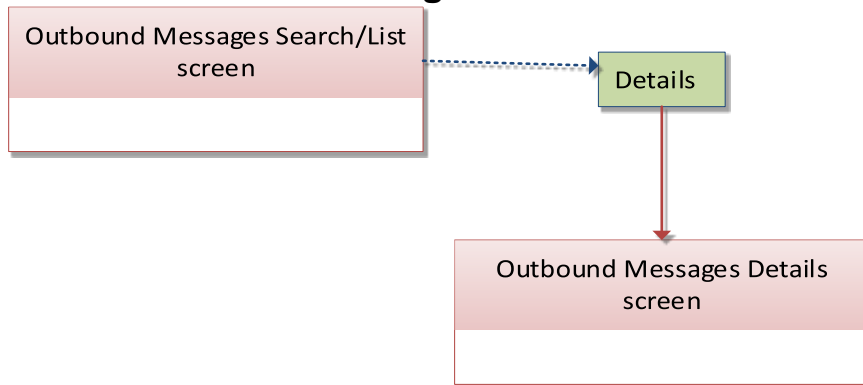 Outbound Messages Search/List
screen
Details
Outbound Messages Details
screen